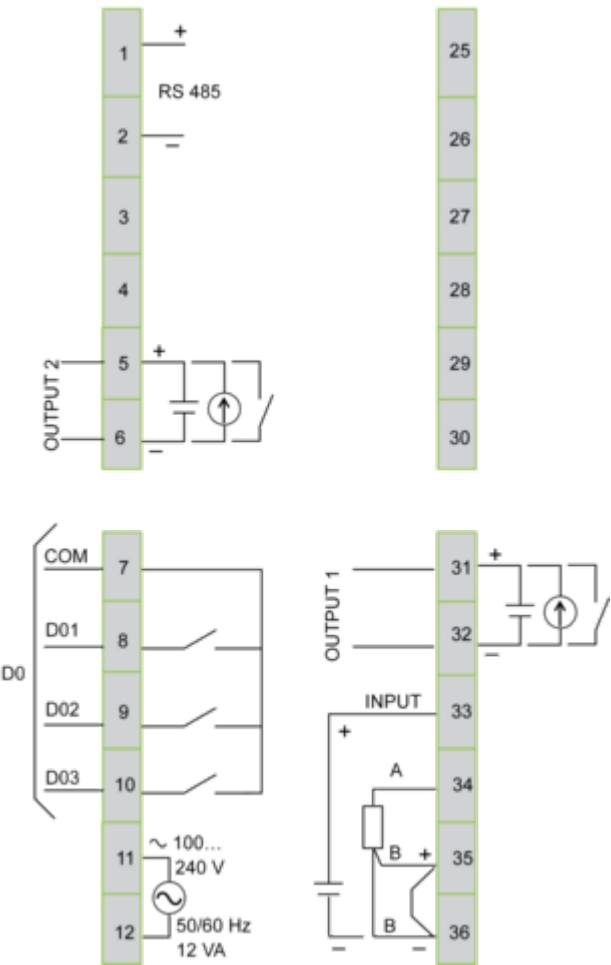 1
+
RS 485
2
−
3
4
OUTPUT 2
5
+
6
−
25
26
27
28
29
30
D0
COM
7
D01
8
D02
9
D03
10
11
~ 100...
240 V
12
50/60 Hz
12 VA
OUTPUT 1
31
+
32
−
INPUT
33
+
A
34
B
+
35
B
36
−
−